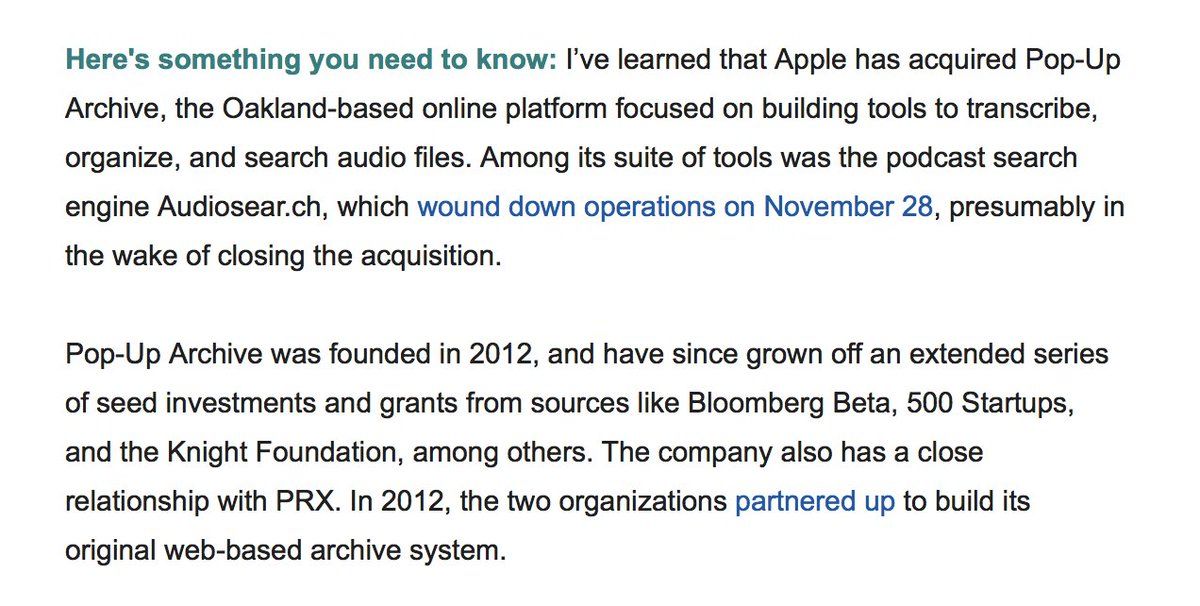 Here's something you need to know: I’ve learned that Apple has acquired Pop-Up
Archive, the Oakland-based online platform focused on building tools to transcribe,
organize, and search audio files. Among its suite of tools was the podcast search
engine Audiosear.ch, which wound down operations on November 28, presumably in
the wake of closing the acquisition.
Pop-Up Archive was founded in 2012, and have since grown off an extended series
of seed investments and grants from sources like Bloomberg Beta, 500 Startups,
and the Knight Foundation, among others. The company also has a close
relationship with PRX. In 2012, the two organizations partnered up to build its
original web-based archive system.